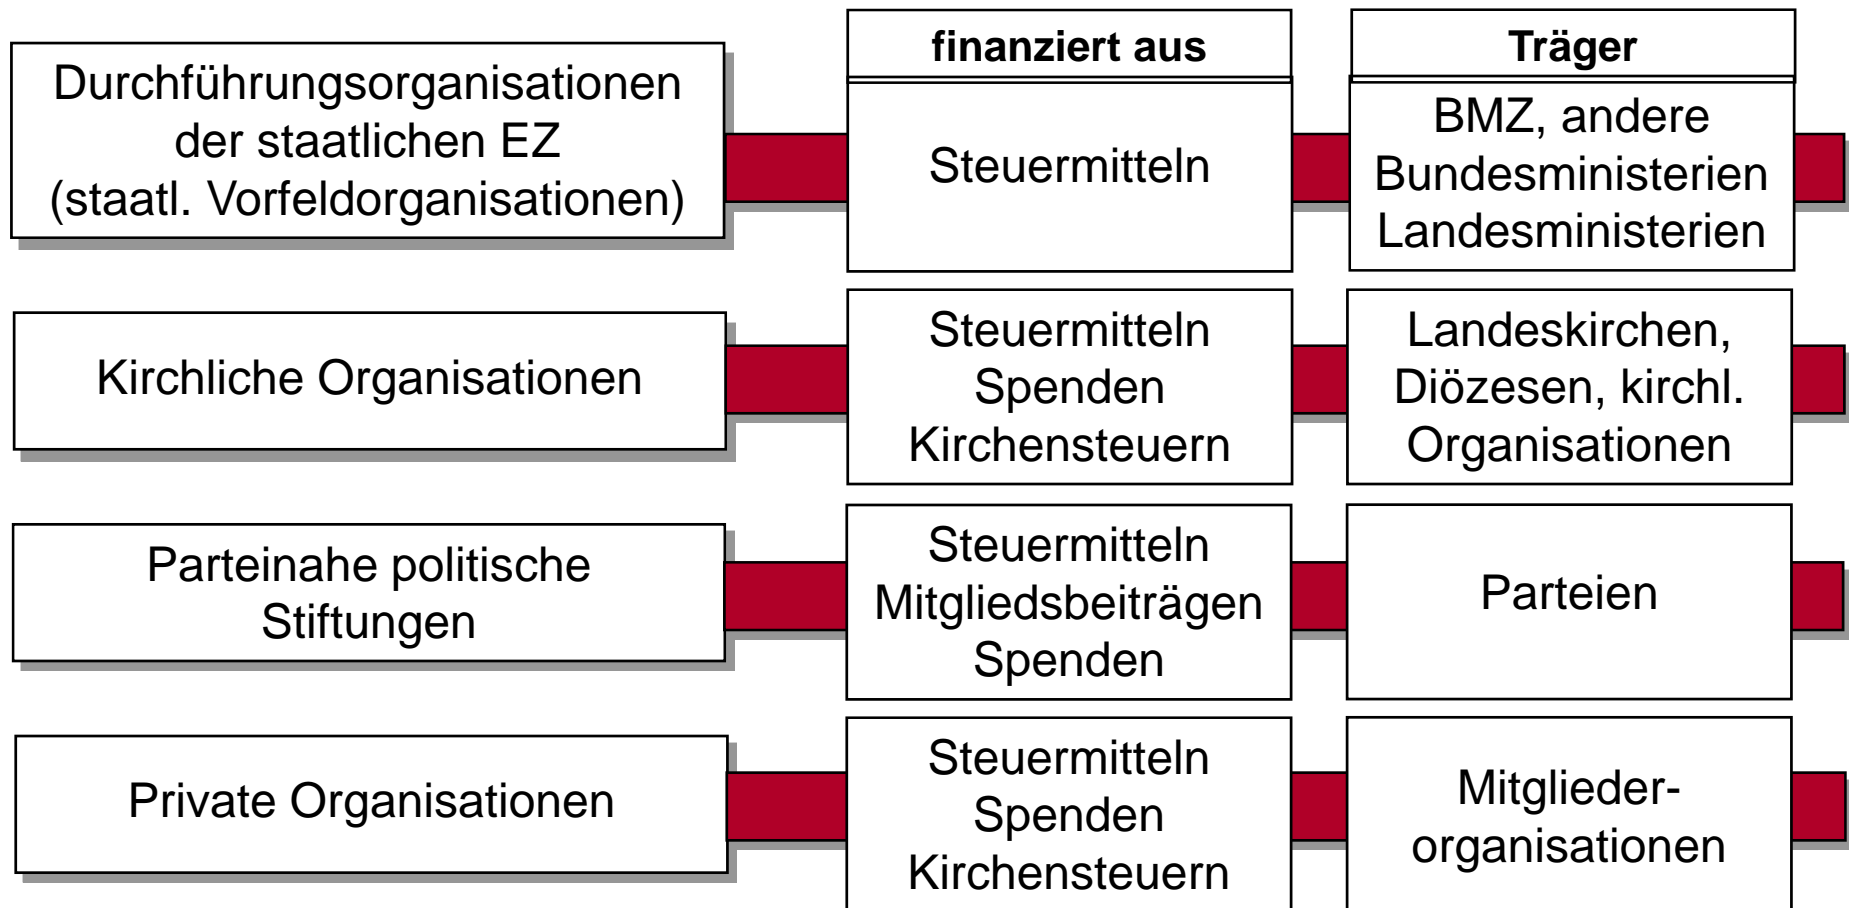 finanziert aus
Träger
Durchführungsorganisationen
der staatlichen EZ
(staatl. Vorfeldorganisationen)
Steuermitteln
BMZ, andere
Bundesministerien
Landesministerien
Kirchliche Organisationen
Steuermitteln
Spenden
Kirchensteuern
Landeskirchen,
Diözesen, kirchl.
Organisationen
Parteinahe politische
Stiftungen
Steuermitteln
Mitgliedsbeiträgen
Spenden
Parteien
Private Organisationen
Steuermitteln
Spenden
Kirchensteuern
Mitglieder-
organisationen